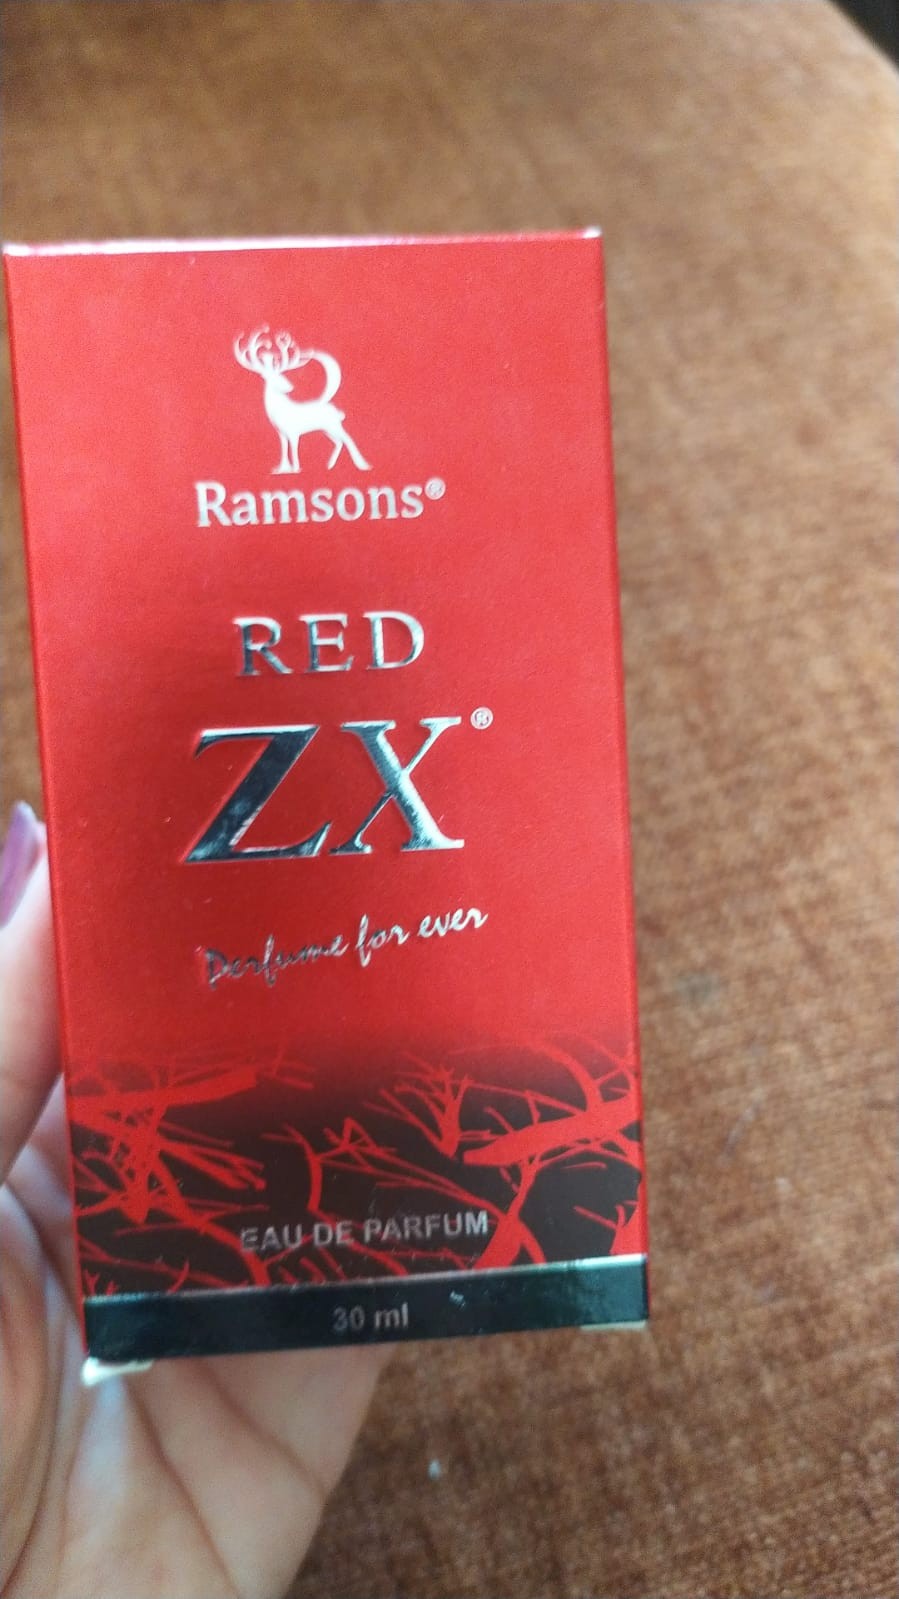 Ramsons®
RED
ZX®
Perfume for ever
EAU DE PARFUM
30 ml